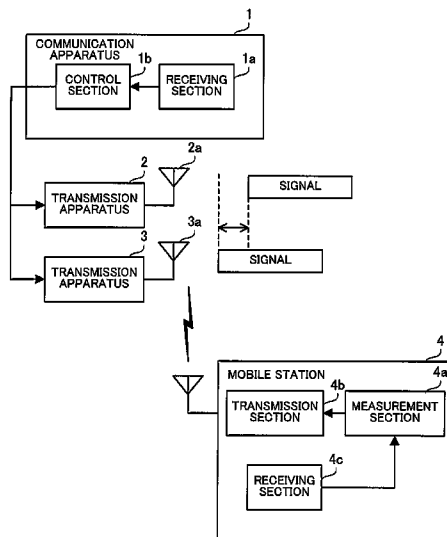 1
COMMUNICATION
APPARATUS
1b
1a
CONTROL
SECTION
RECEIVING
SECTION
2
2a
TRANSMISSION
APPARATUS
SIGNAL
3
3a
TRANSMISSION
APPARATUS
SIGNAL
4
MOBILE STATION
4a
4b
TRANSMISSION
SECTION
MEASUREMENT
SECTION
4c
RECEIVING
SECTION